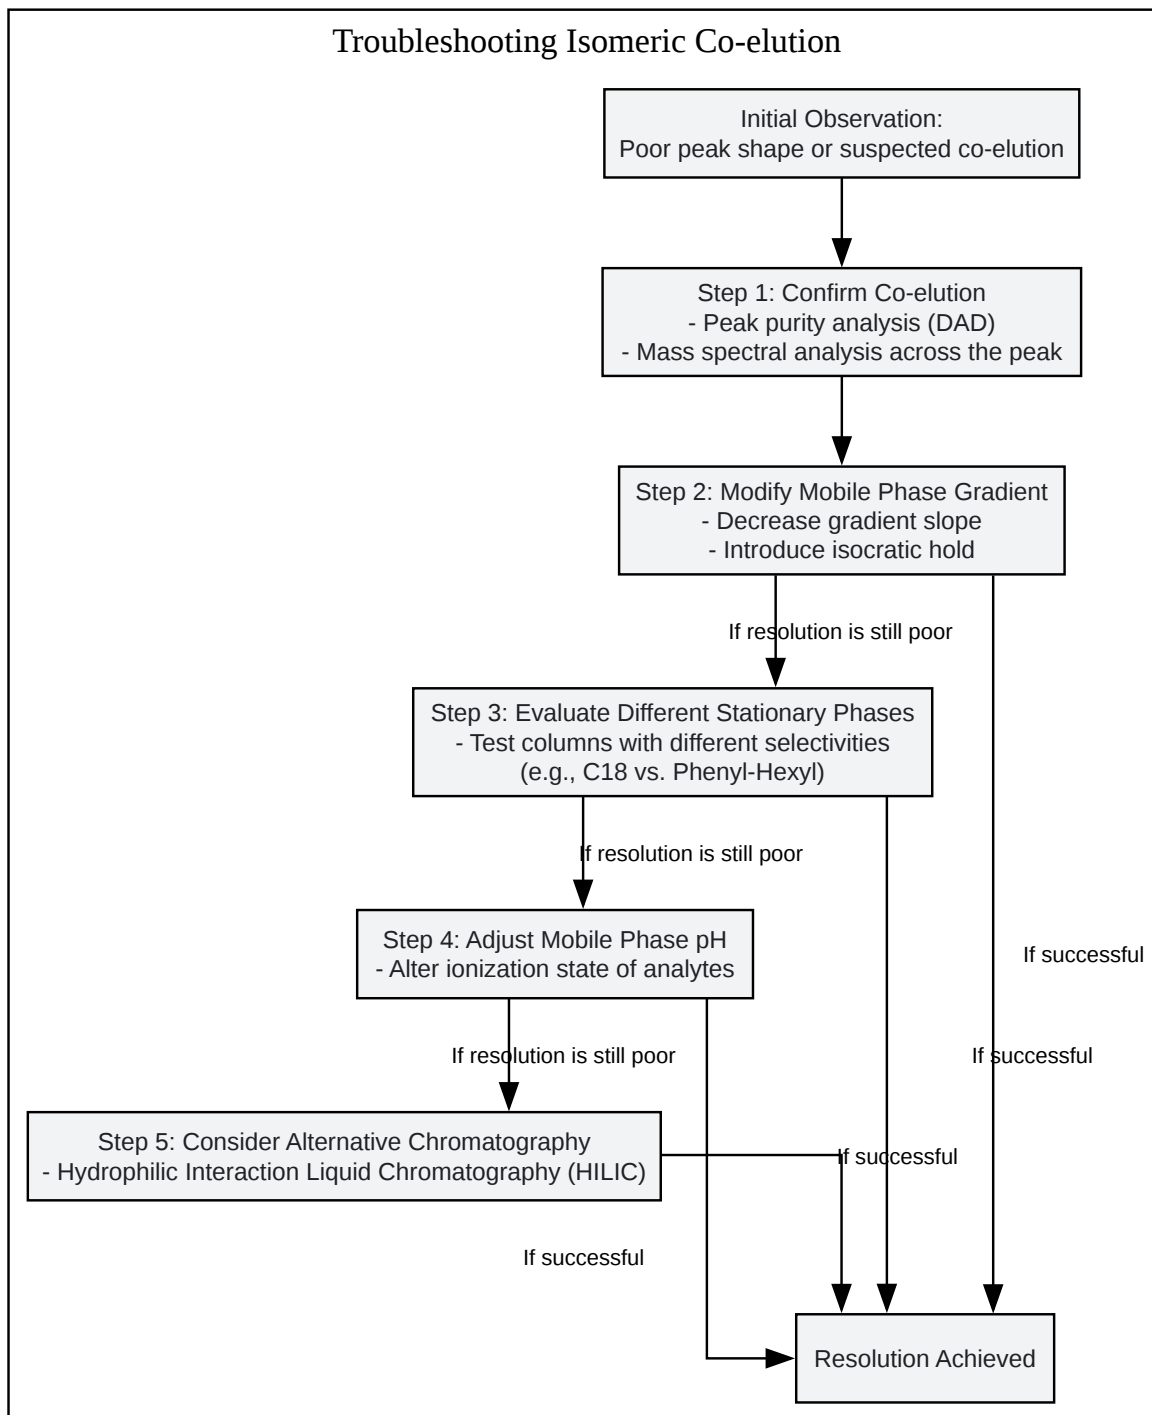 Troubleshooting Isomeric Co-elution
Initial Observation:
Poor peak shape or suspected co-elution
Step 1: Confirm Co-elution
- Peak purity analysis (DAD)
- Mass spectral analysis across the peak
Step 2: Modify Mobile Phase Gradient
- Decrease gradient slope
- Introduce isocratic hold
If resolution is still poor
Step 3: Evaluate Different Stationary Phases
- Test columns with different selectivities
(e.g., C18 vs. Phenyl-Hexyl)
If resolution is still poor
Step 4: Adjust Mobile Phase pH
- Alter ionization state of analytes
If successful
If resolution is still poor
If successful
Step 5: Consider Alternative Chromatography
- Hydrophilic Interaction Liquid Chromatography (HILIC)
If successful
If successful
Resolution Achieved